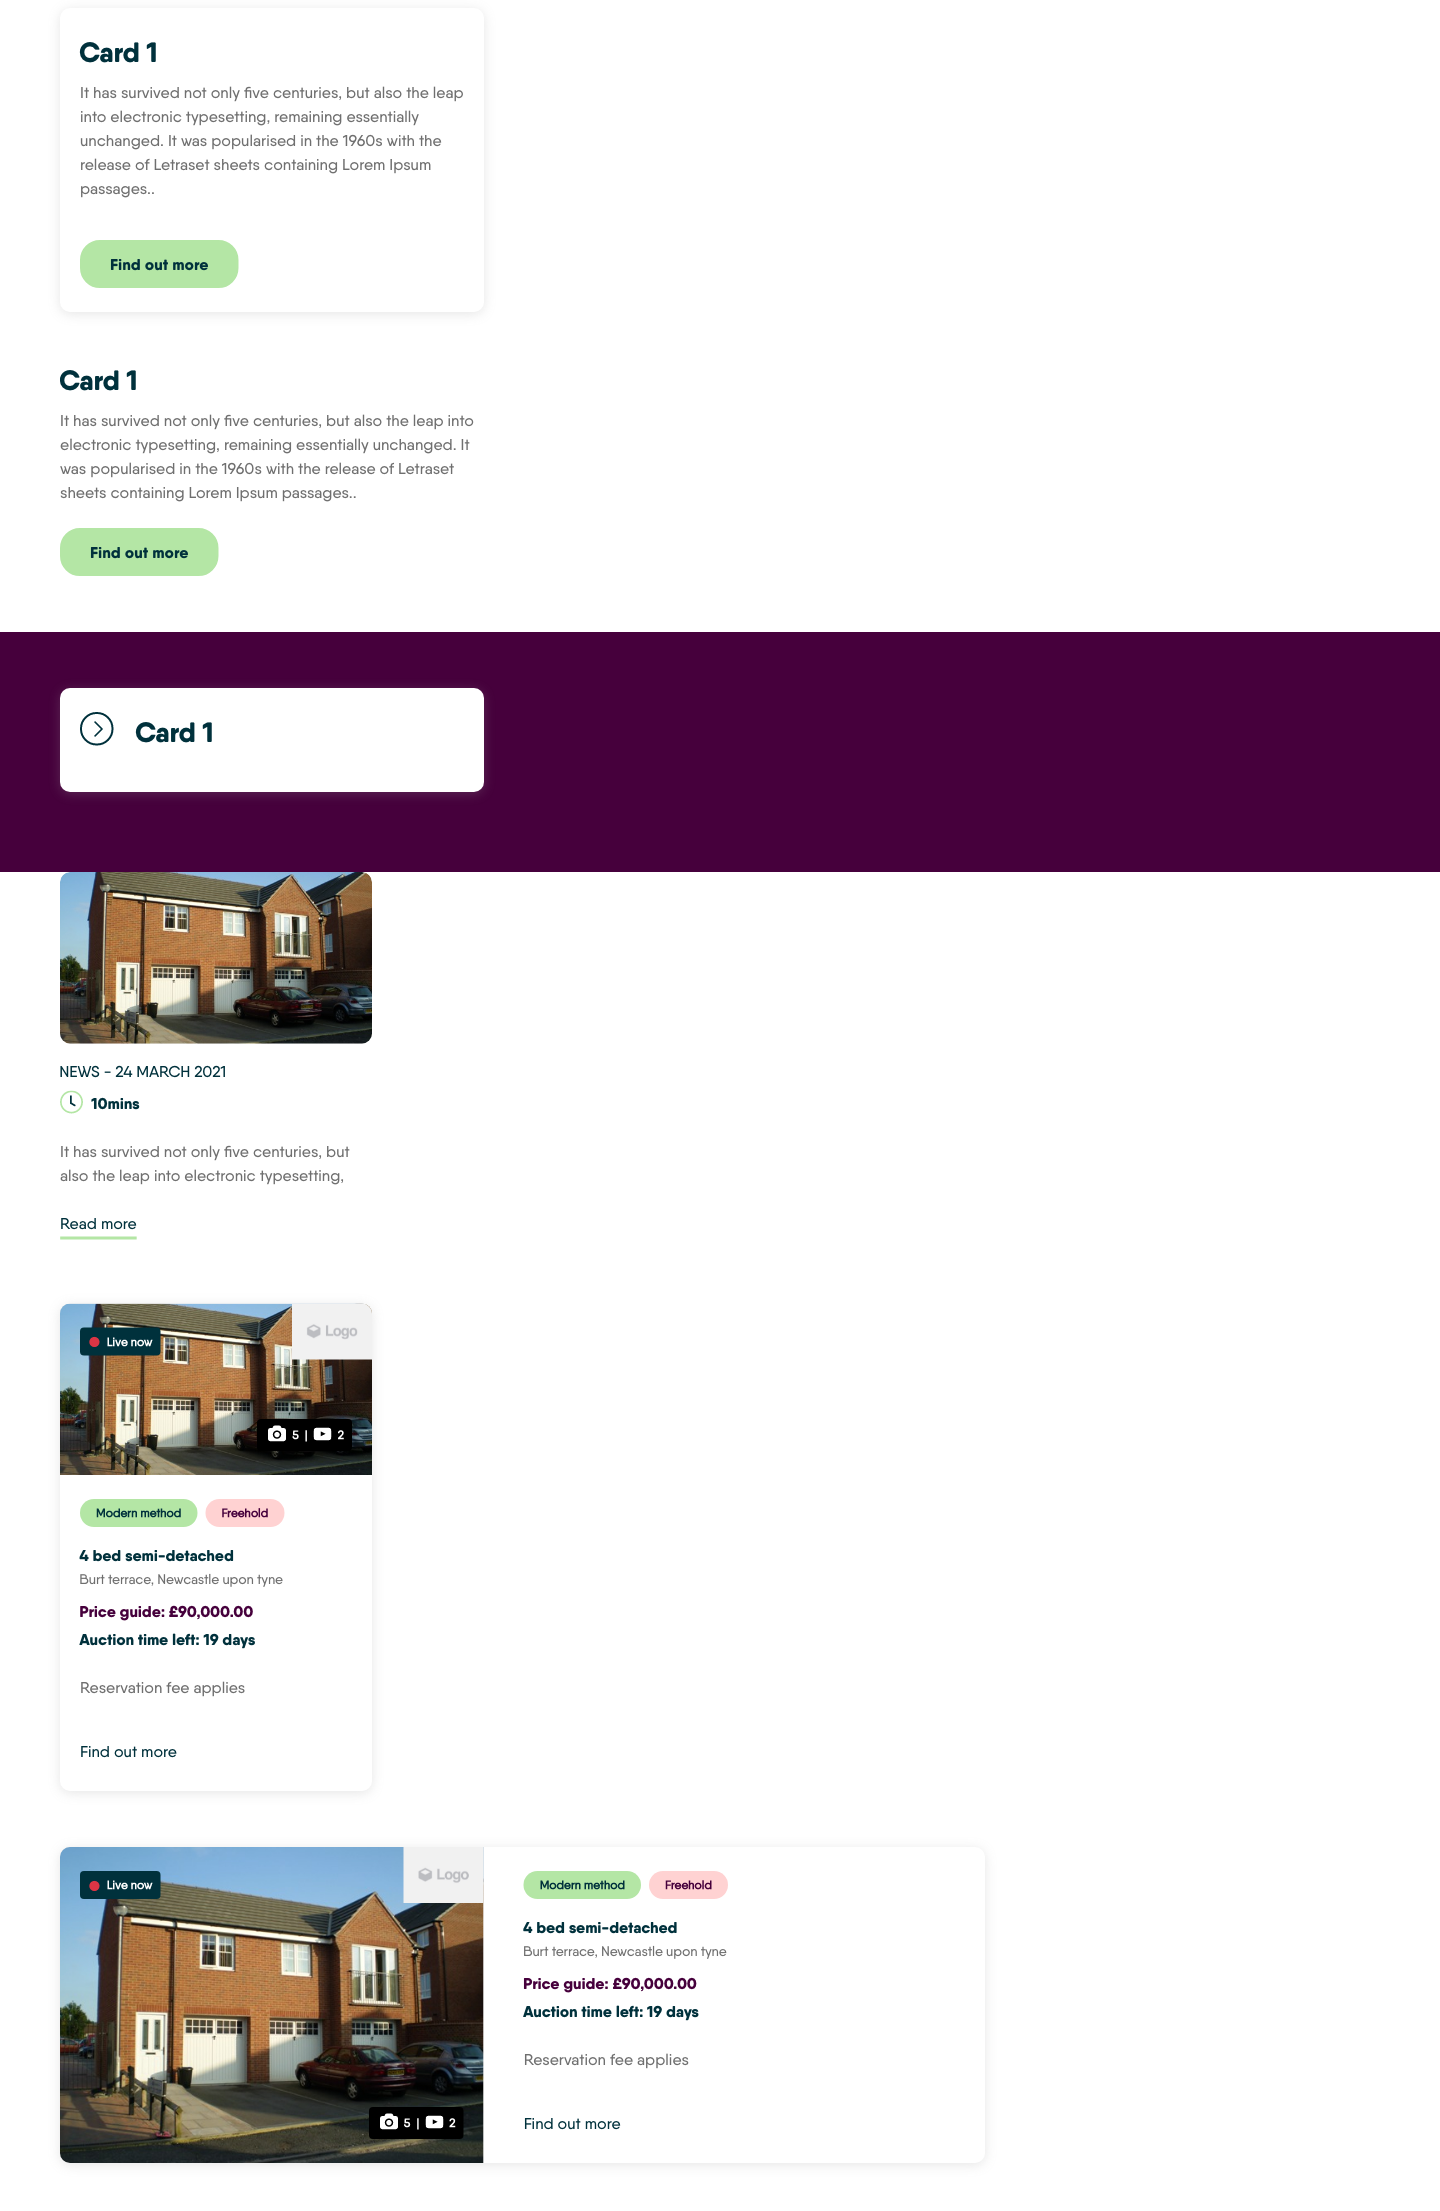 Card 1
It has survived not only five centuries, but also the leap
into electronic typesetting, remaining essentially
unchanged. It was popularised in the 1960s with the
release of Letraset sheets containing Lorem Ipsum
passages..
Find out more
Card 1
It has survived not only five centuries, but also the leap into
electronic typesetting, remaining essentially unchanged. It
was popularised in the 1960s with the release of Letraset
sheets containing Lorem Ipsum passages..
Find out more
Card 1
NEWS - 24 MARCH 2021
10mins
It has survived not only five centuries, but
also the leap into electronic typesetting,
Read more
Live now
Logo
5 | 2
Modern method
Freehold
4 bed semi-detached
Burt terrace, Newcastle upon tyne
Price guide: £90,000.00
Auction time left: 19 days
Reservation fee applies
Find out more
Live now
Logo
5 | 2
Modern method
Freehold
4 bed semi-detached
Burt terrace, Newcastle upon tyne
Price guide: £90,000.00
Auction time left: 19 days
Reservation fee applies
Find out more